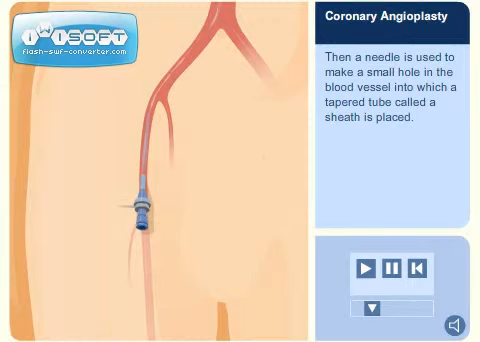 iWiSOFT
flash-swf-converter.com
Coronary Angioplasty
Then a needle is used to
make a small hole in the
blood vessel into which a
tapered tube called a
sheath is placed.